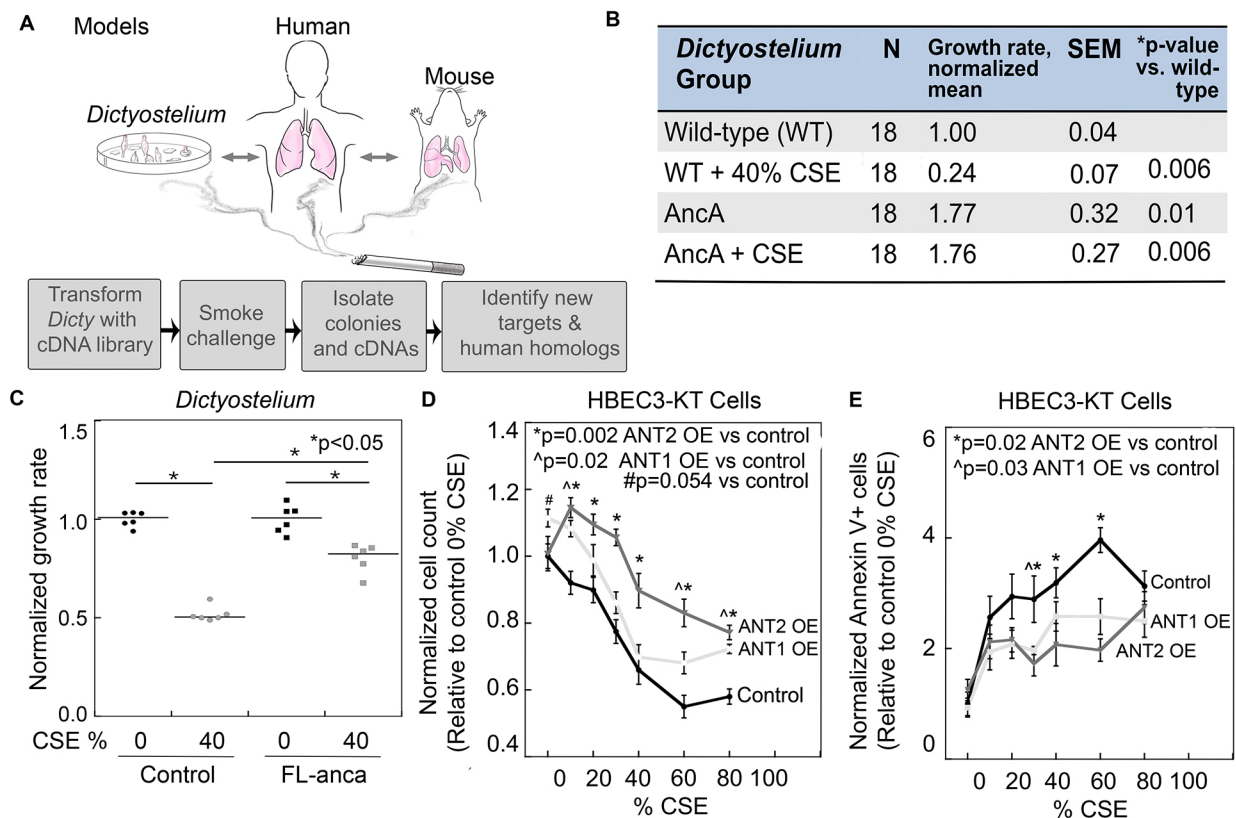 A
Models
Human
Mouse
Dictyostelium
Transform
Dicty with
cDNA library
Smoke
challenge
Isolate
colonies
and cDNAs
Identify new
targets &
human homologs
B
Dictyostelium
Group
N
Growth rate,
normalized
mean
SEM
*p-value
vs. wild-
type
Wild-type (WT) 18 1.00 0.04
WT + 40% CSE 18 0.24 0.07 0.006
AncA 18 1.77 0.32 0.01
AncA + CSE 18 1.76 0.27 0.006
C
Dictyostelium
Normalized growth rate
1.5
1.0
0.5
0.0
*p<0.05
*
*
*
CSE % 0 40 0 40
Control FL-anca
D
HBEC3-KT Cells
Normalized cell count
(Relative to control 0% CSE)
1.4
1.2
1.0
0.8
0.6
0.4
*p=0.002 ANT2 OE vs control
^p=0.02 ANT1 OE vs control
#p=0.054 vs control
#
^*
*
*
*
^*
^*
ANT2 OE
ANT1 OE
Control
0 20 40 60 80 100
% CSE
E
HBEC3-KT Cells
Normalized Annexin V+ cells
(Relative to control 0% CSE)
6
4
2
0
*p=0.02 ANT2 OE vs control
^p=0.03 ANT1 OE vs control
^*
*
*
Control
ANT1 OE
ANT2 OE
0 20 40 60 80 100
% CSE